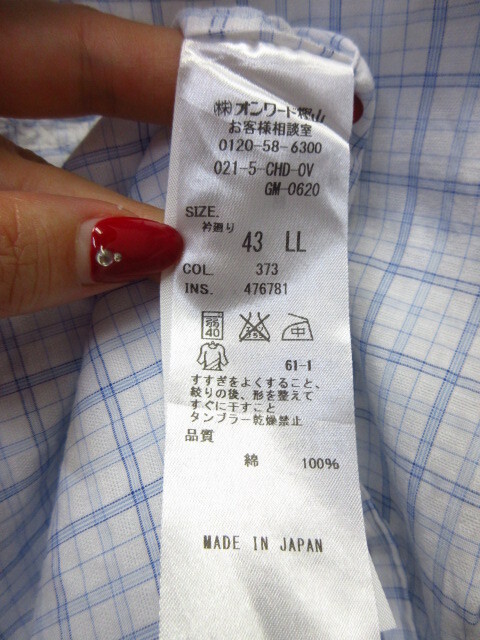 (株)オンワード樫山
お客様相談室
0120-58-6300
021-5-CHD-OV
GM-0620
SIZE.
衿廻り
43 LL
COL. 373
INS. 476781
弱
40
中
61-1
すすぎをよくすること、
絞りの後、形を整えて
すぐに干すこと
タンブラー乾燥禁止
品質
綿 100%
MADE IN JAPAN